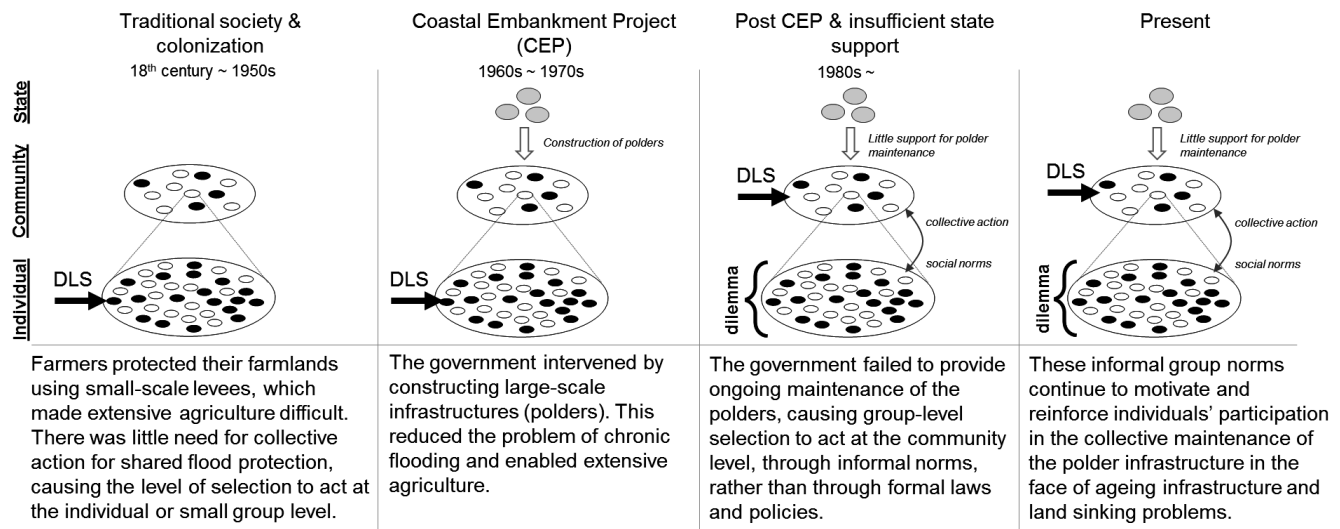 Traditional society &
colonization
18th century ~ 1950s
Coastal Embankment Project
(CEP)
1960s ~ 1970s
Post CEP & insufficient state
support
1980s ~
Present
State
Community
Individual
DLS
Construction of polders
DLS
Little support for polder
maintenance
DLS
collective action
social norms
dilemma
Little support for polder
maintenance
DLS
collective action
social norms
dilemma
Farmers protected their farmlands
using small-scale levees, which
made extensive agriculture difficult.
There was little need for collective
action for shared flood protection,
causing the level of selection to act at
the individual or small group level.
The government intervened by
constructing large-scale
infrastructures (polders). This
reduced the problem of chronic
flooding and enabled extensive
agriculture.
The government failed to provide
ongoing maintenance of the
polders, causing group-level
selection to act at the community
level, through informal norms,
rather than through formal laws
and policies.
These informal group norms
continue to motivate and
reinforce individuals’ participation
in the collective maintenance of
the polder infrastructure in the
face of ageing infrastructure and
land sinking problems.